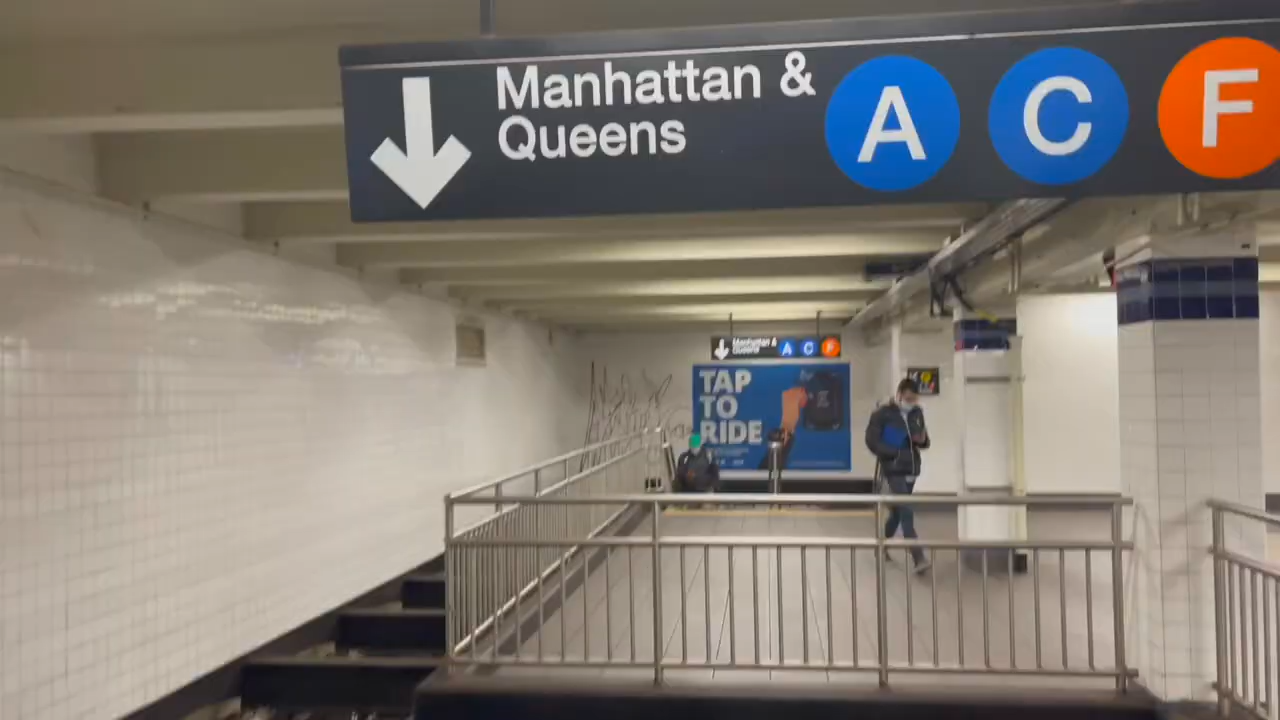 Manhattan & A C F
Queens
Manhattan & A C F
Queens
TAP
TO
RIDE